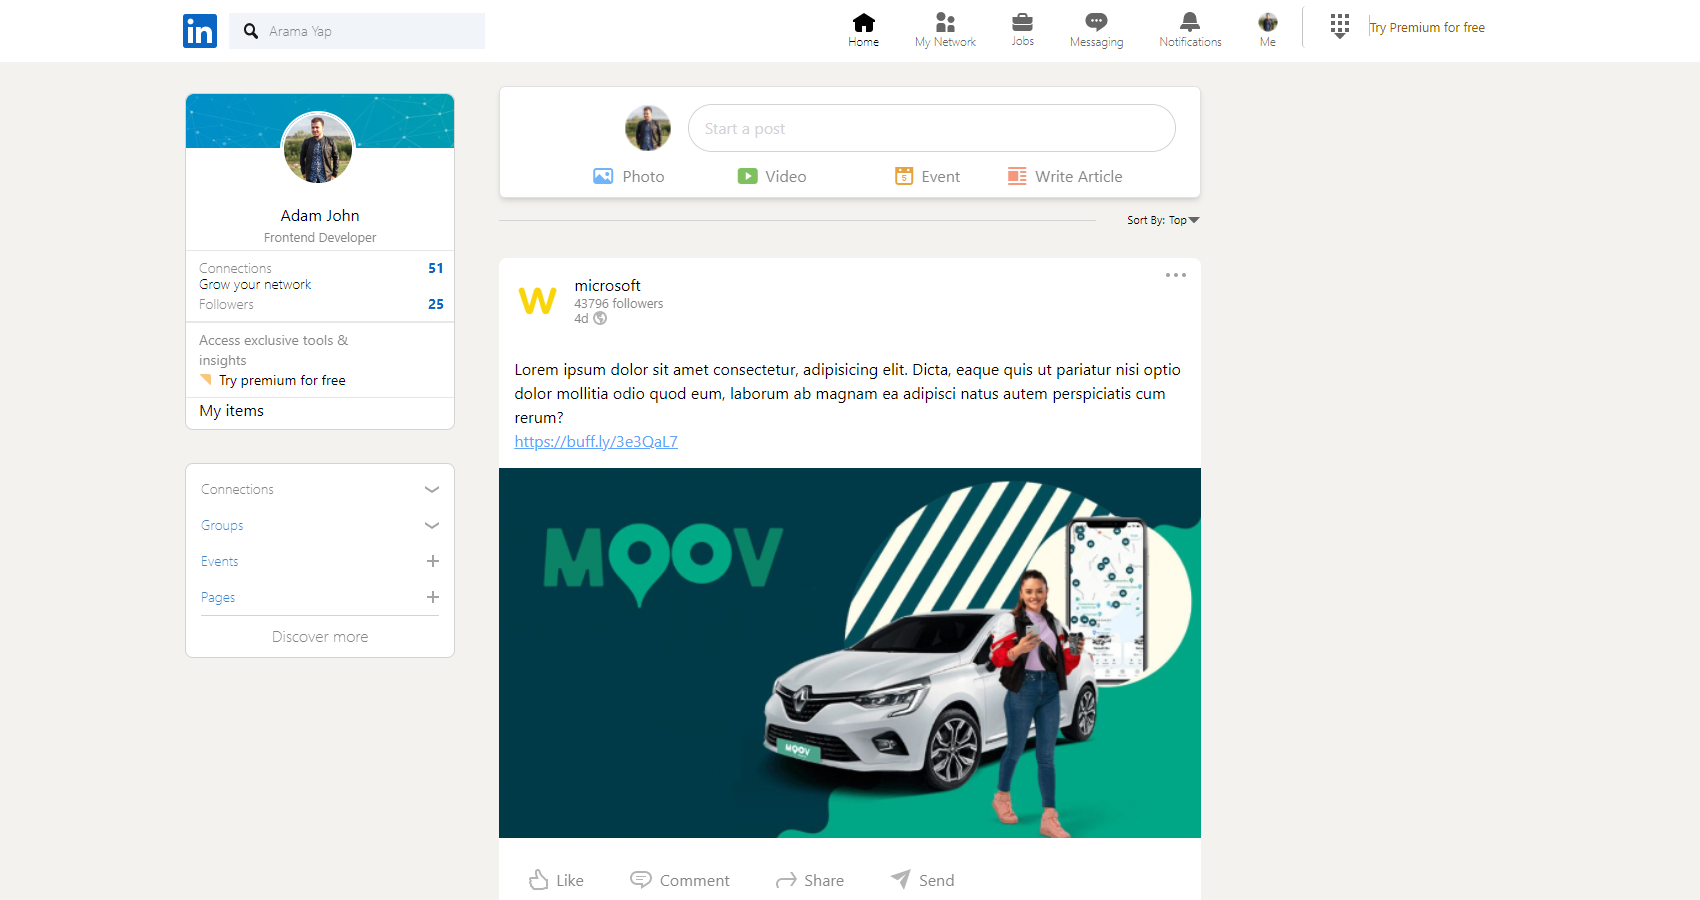 in
Arama Yap
Home
My Network
Jobs
Messaging
Notifications
Me
Try Premium for free
Adam John
Frontend Developer
Connections 51
Grow your network
Followers 25
Access exclusive tools &
insights
Try premium for free
My items
Connections
Groups
Events
Pages
Discover more
Start a post
Photo
Video
5
Event
Write Article
Sort By: Top
W
microsoft
43796 followers
4d
Lorem ipsum dolor sit amet consectetur, adipisicing elit. Dicta, eaque quis ut pariatur nisi optio
dolor mollitia odio quod eum, laborum ab magnam ea adipisci natus autem perspiciatis cum
rerum?
https://buff.ly/3e3QaL7
MOOV
MOOV
Like
Comment
Share
Send